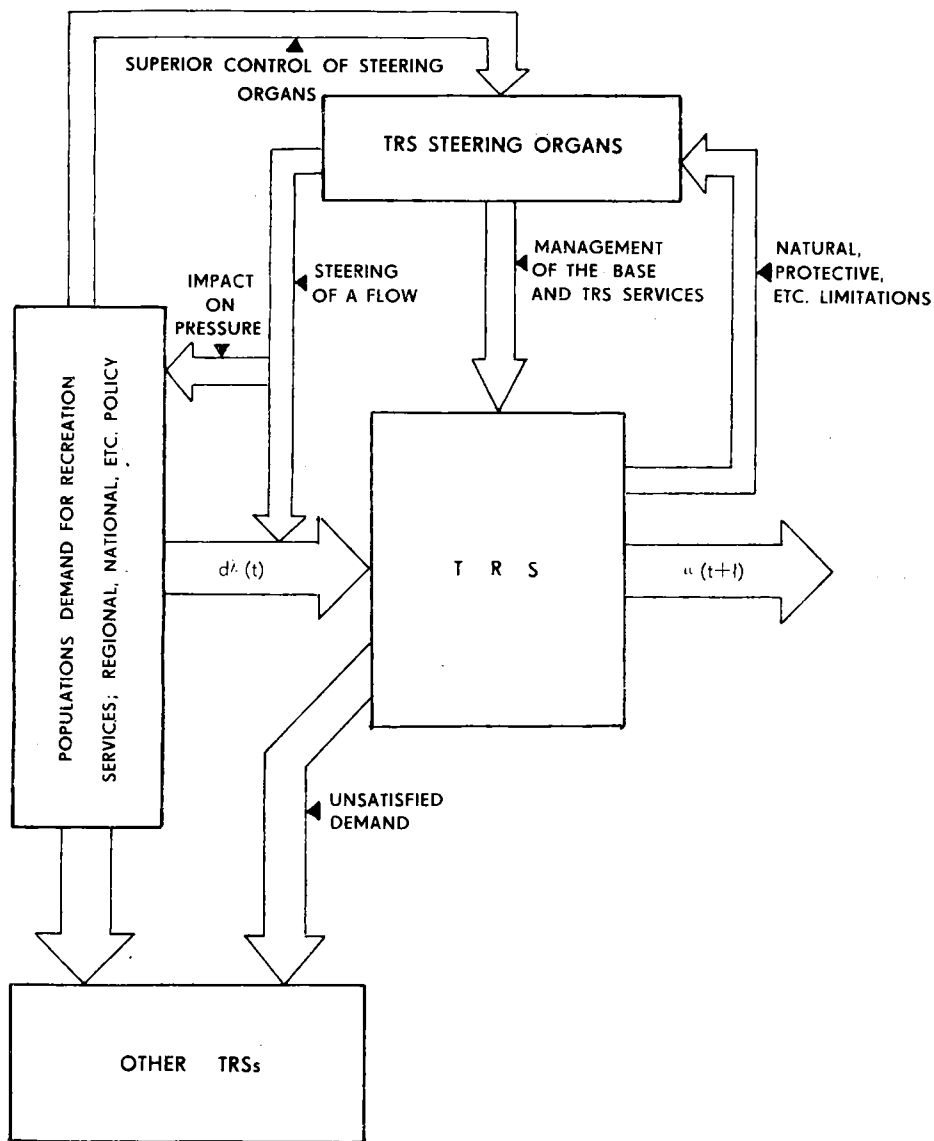 SUPERIOR CONTROL OF STEERING
ORGANS
TRS STEERING ORGANS
IMPACT
ON
PRESSURE
STEERING
OF A FLOW
MANAGEMENT
OF THE BASE
AND TRS SERVICES
NATURAL,
PROTECTIVE,
ETC. LIMITATIONS
POPULATIONS DEMAND FOR RECREATION
SERVICES; REGIONAL, NATIONAL, ETC. POLICY
(t)
T R S
UNSATISFIED
DEMAND
OTHER TRSs